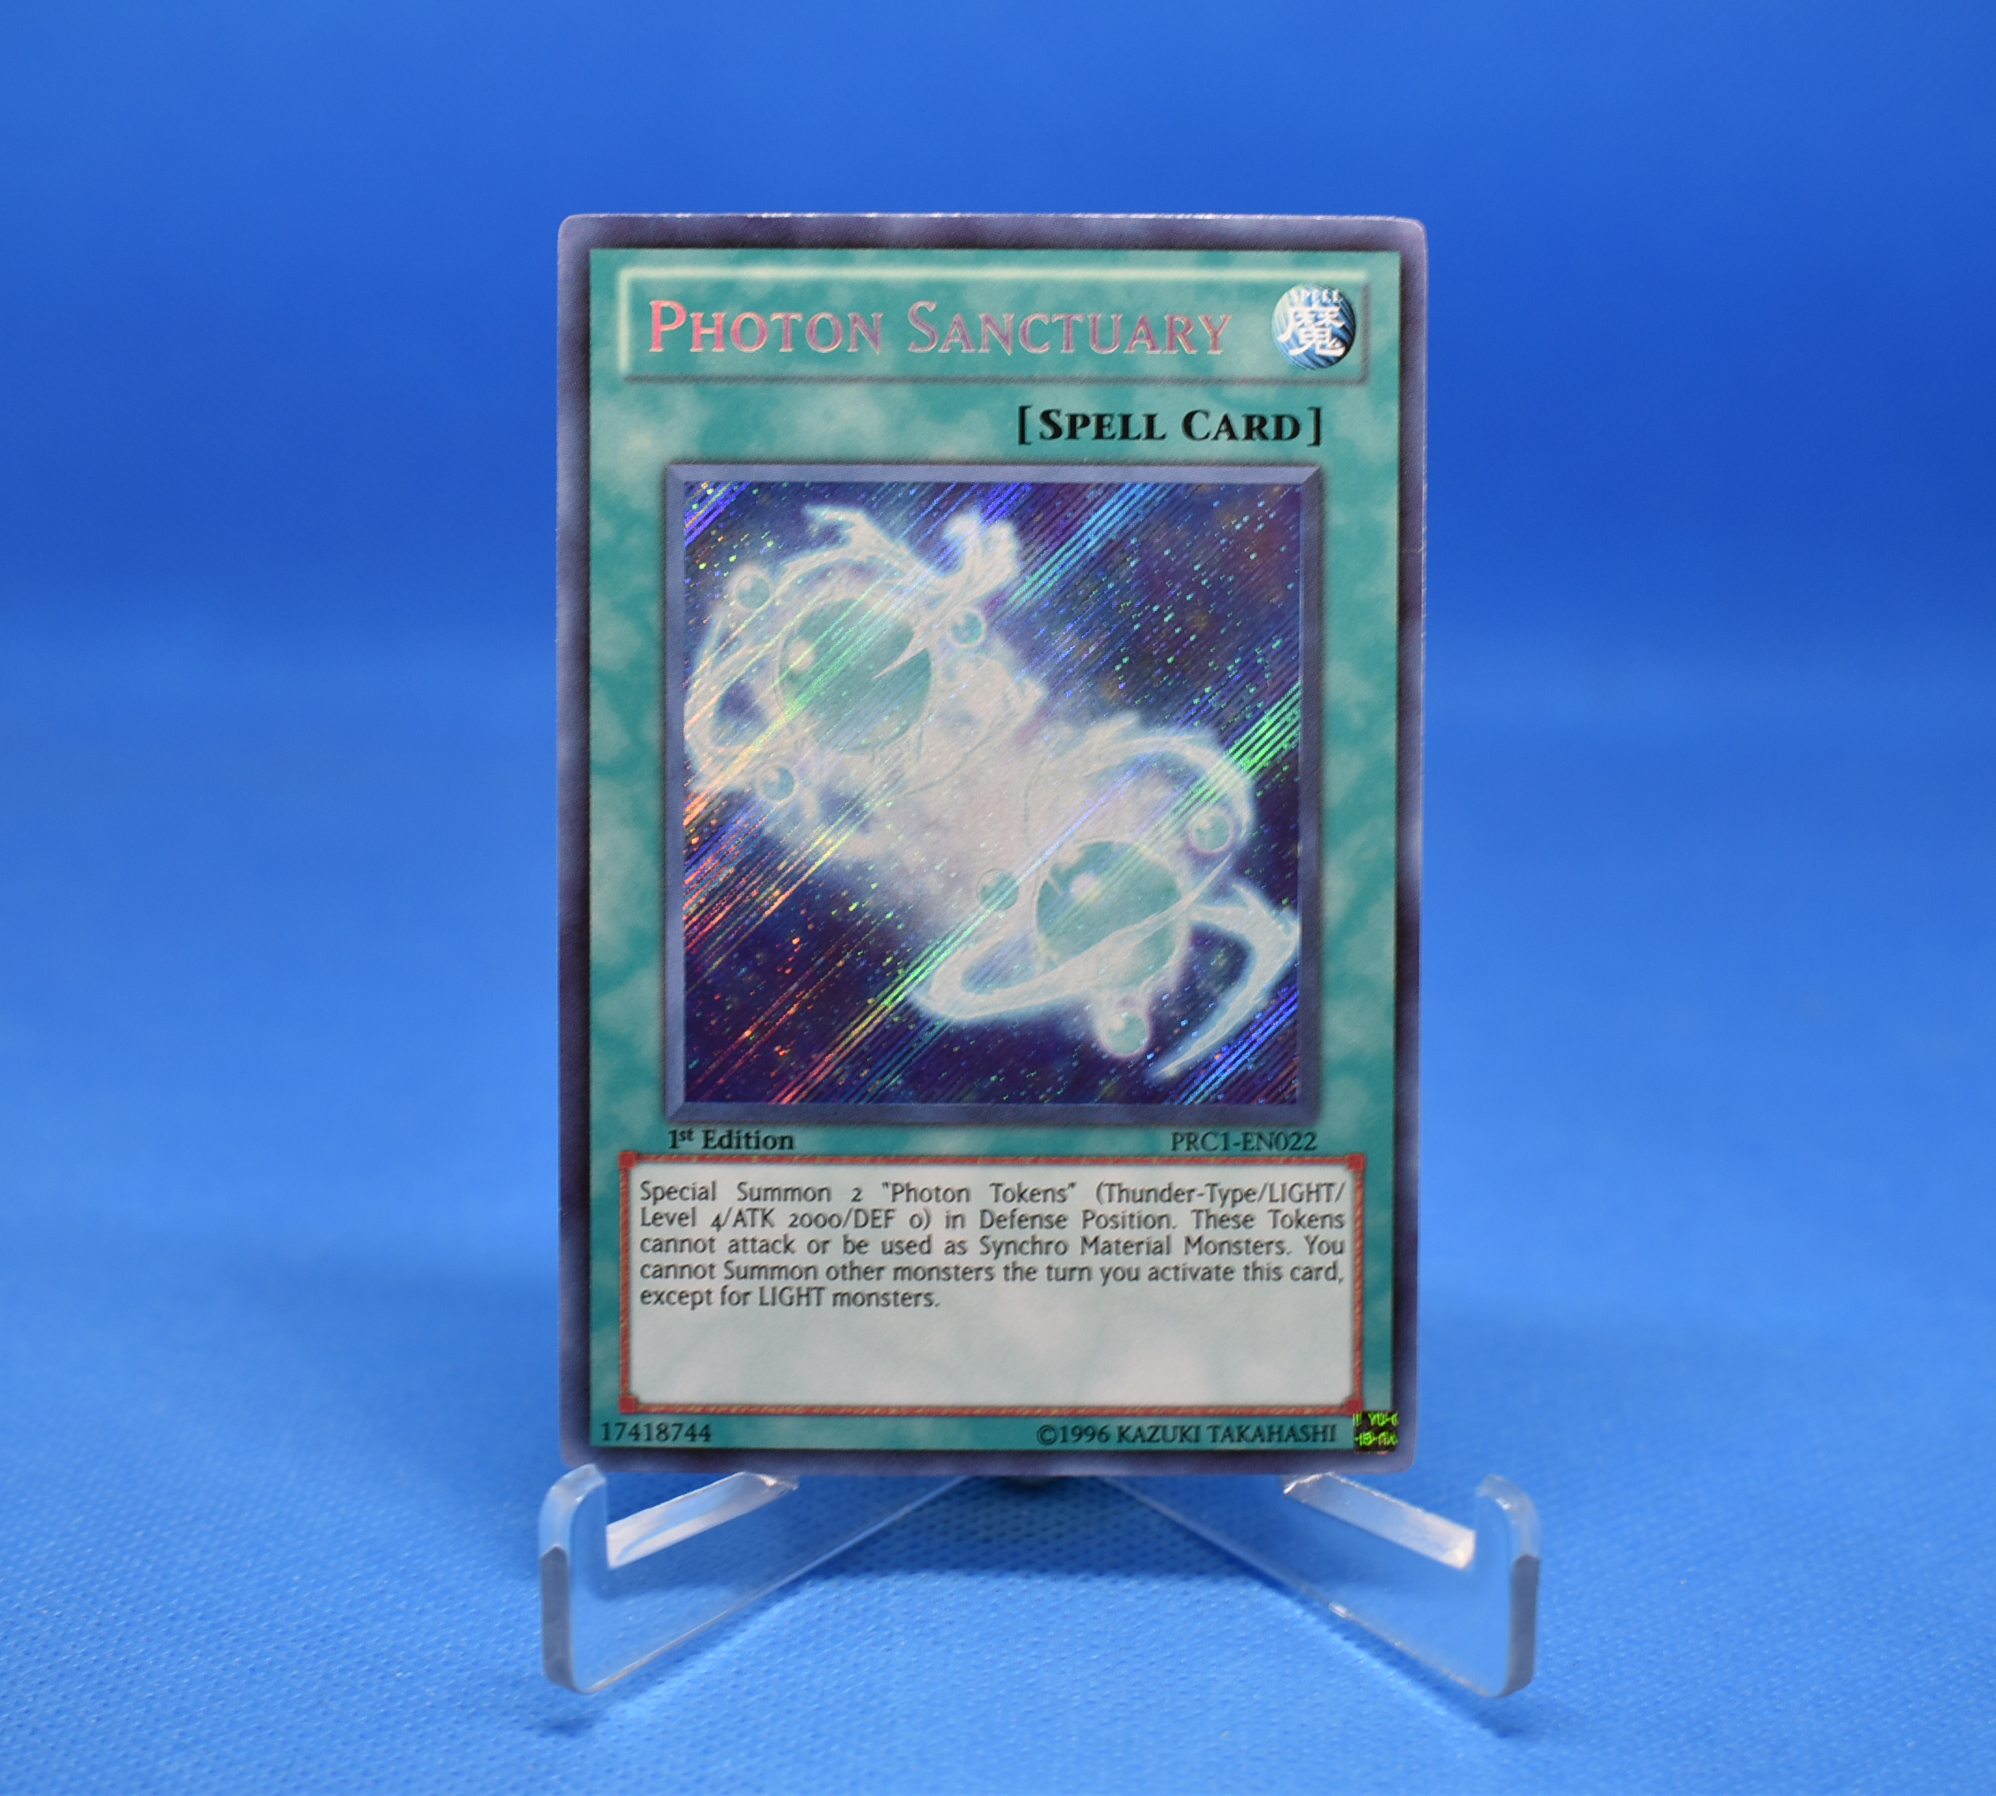 PHOTON SANCTUARY
SPELL
魔
[SPELL CARD]
1st Edition
PRC1-EN022
Special Summon 2 "Photon Tokens" (Thunder-Type/LIGHT/
Level 4/ATK 2000/DEF 0) in Defense Position. These Tokens
cannot attack or be used as Synchro Material Monsters. You
cannot Summon other monsters the turn you activate this card,
except for LIGHT monsters.
17418744
©1996 KAZUKI TAKAHASHI